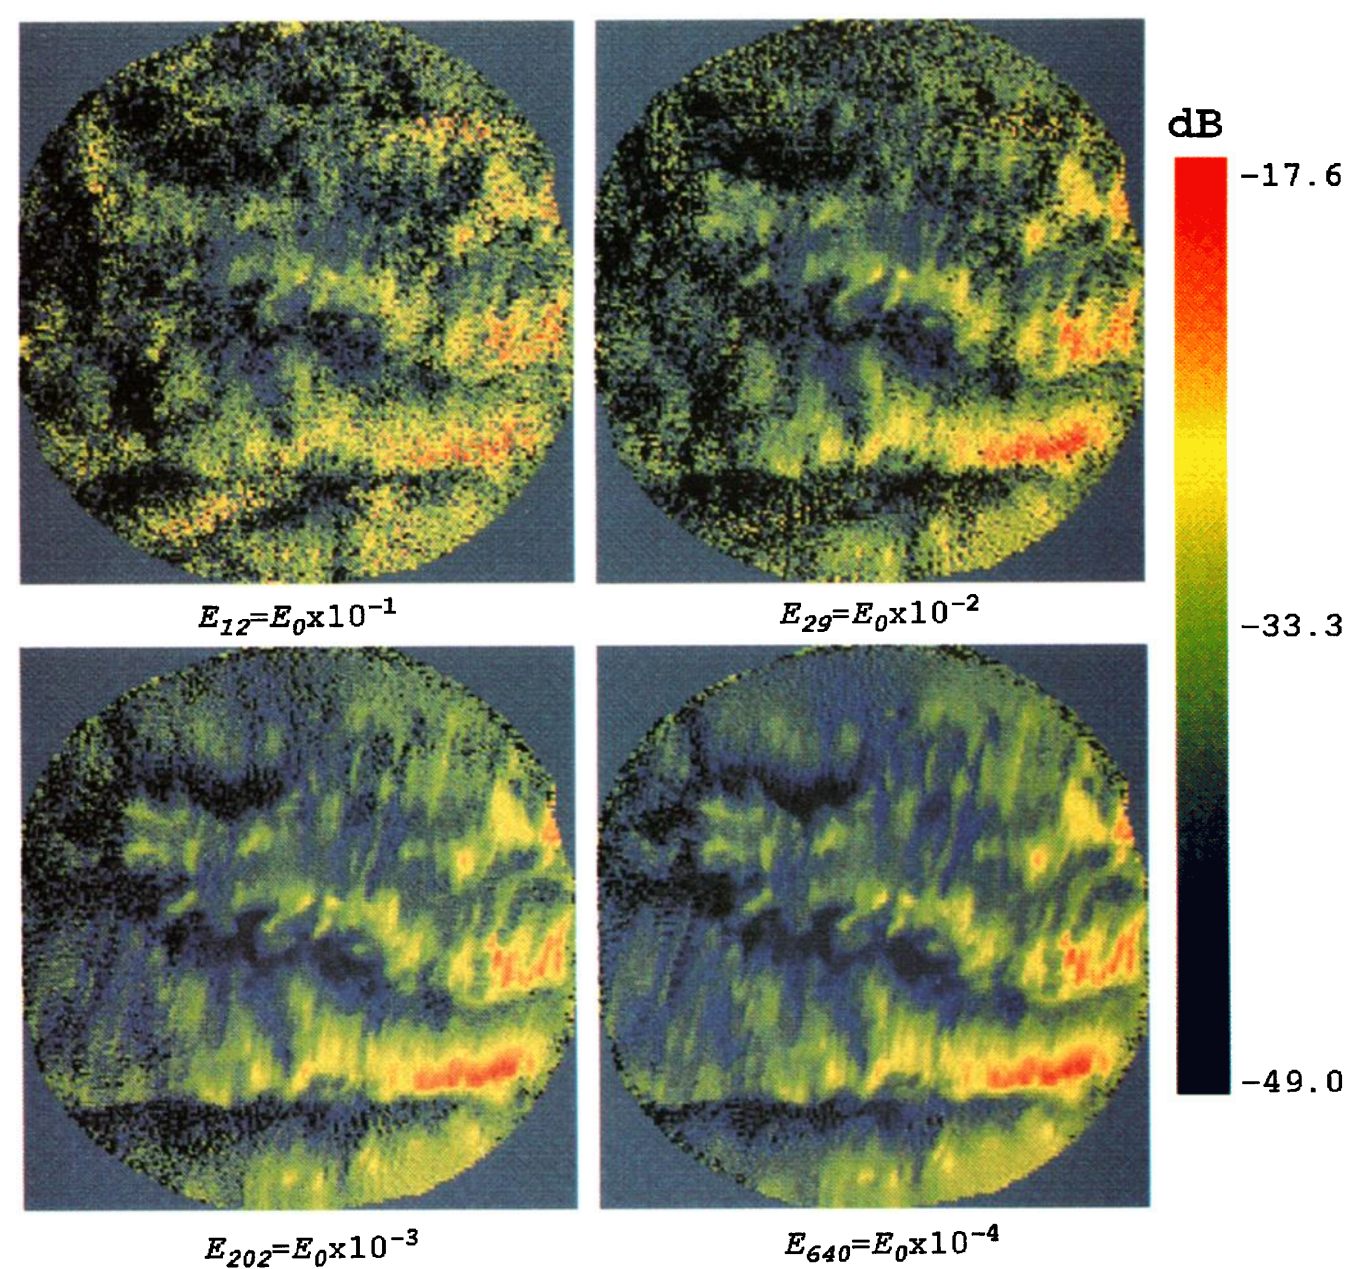 dB
-17.6
-33.3
-49.0
E₁₂=E₀x10⁻¹
E₂₉=E₀x10⁻²
E₂₀₂=E₀x10⁻³
E₆₄₀=E₀x10⁻⁴